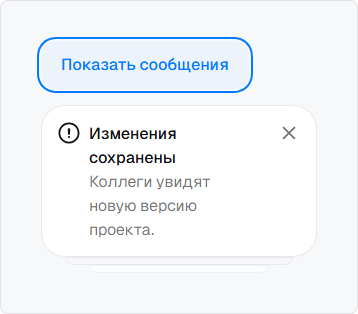 Показать сообщения
Изменения
сохранены
Коллеги увидят
новую версию
проекта.